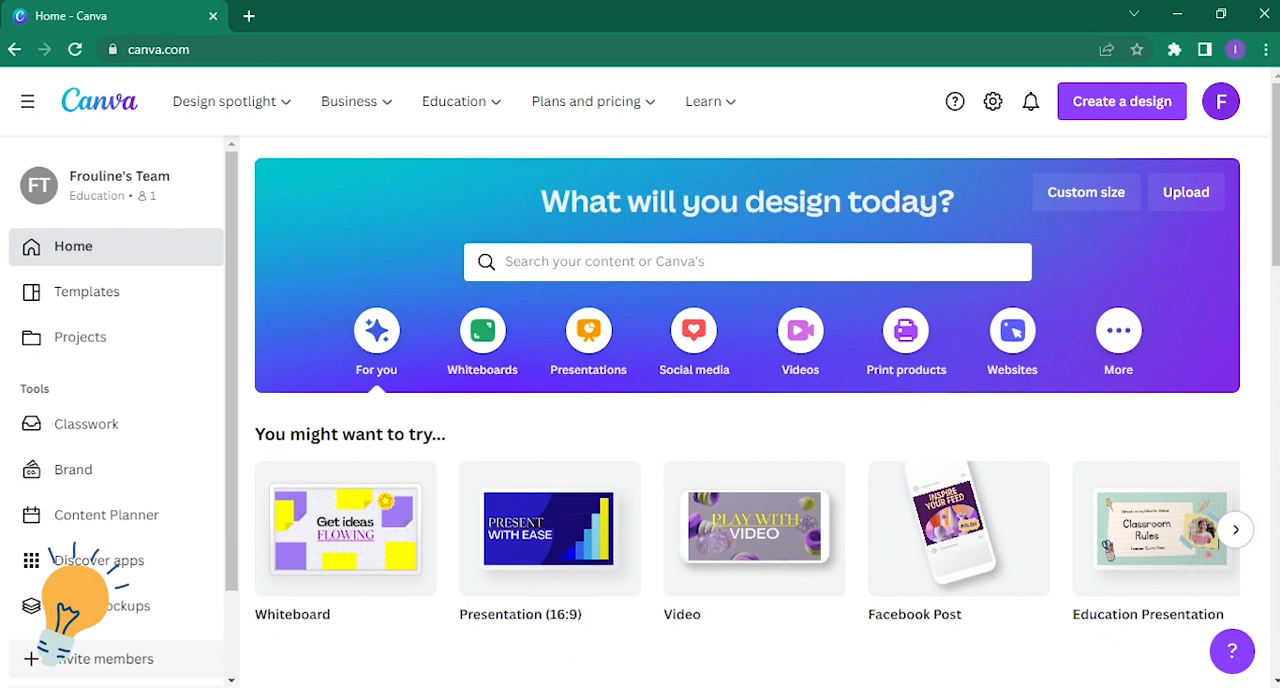 Home - Canva
canva.com
Canva
Design spotlight
Business
Education
Plans and pricing
Learn
Create a design
F
FT
Frouline's Team
Education • 1
Home
Templates
Projects
Tools
Classwork
Brand
Content Planner
Discover apps
Invite members
What will you design today?
Custom size
Upload
Search your content or Canva's
For you
Whiteboards
Presentations
Social media
Videos
Print products
Websites
More
You might want to try...
Get ideas
FLOWING
PRESENT
WITH EASE
PLAY WITH
VIDEO
INSPIRE
YOUR FEED
Classroom
Rules
Whiteboard
Presentation (16:9)
Video
Facebook Post
Education Presentation
?